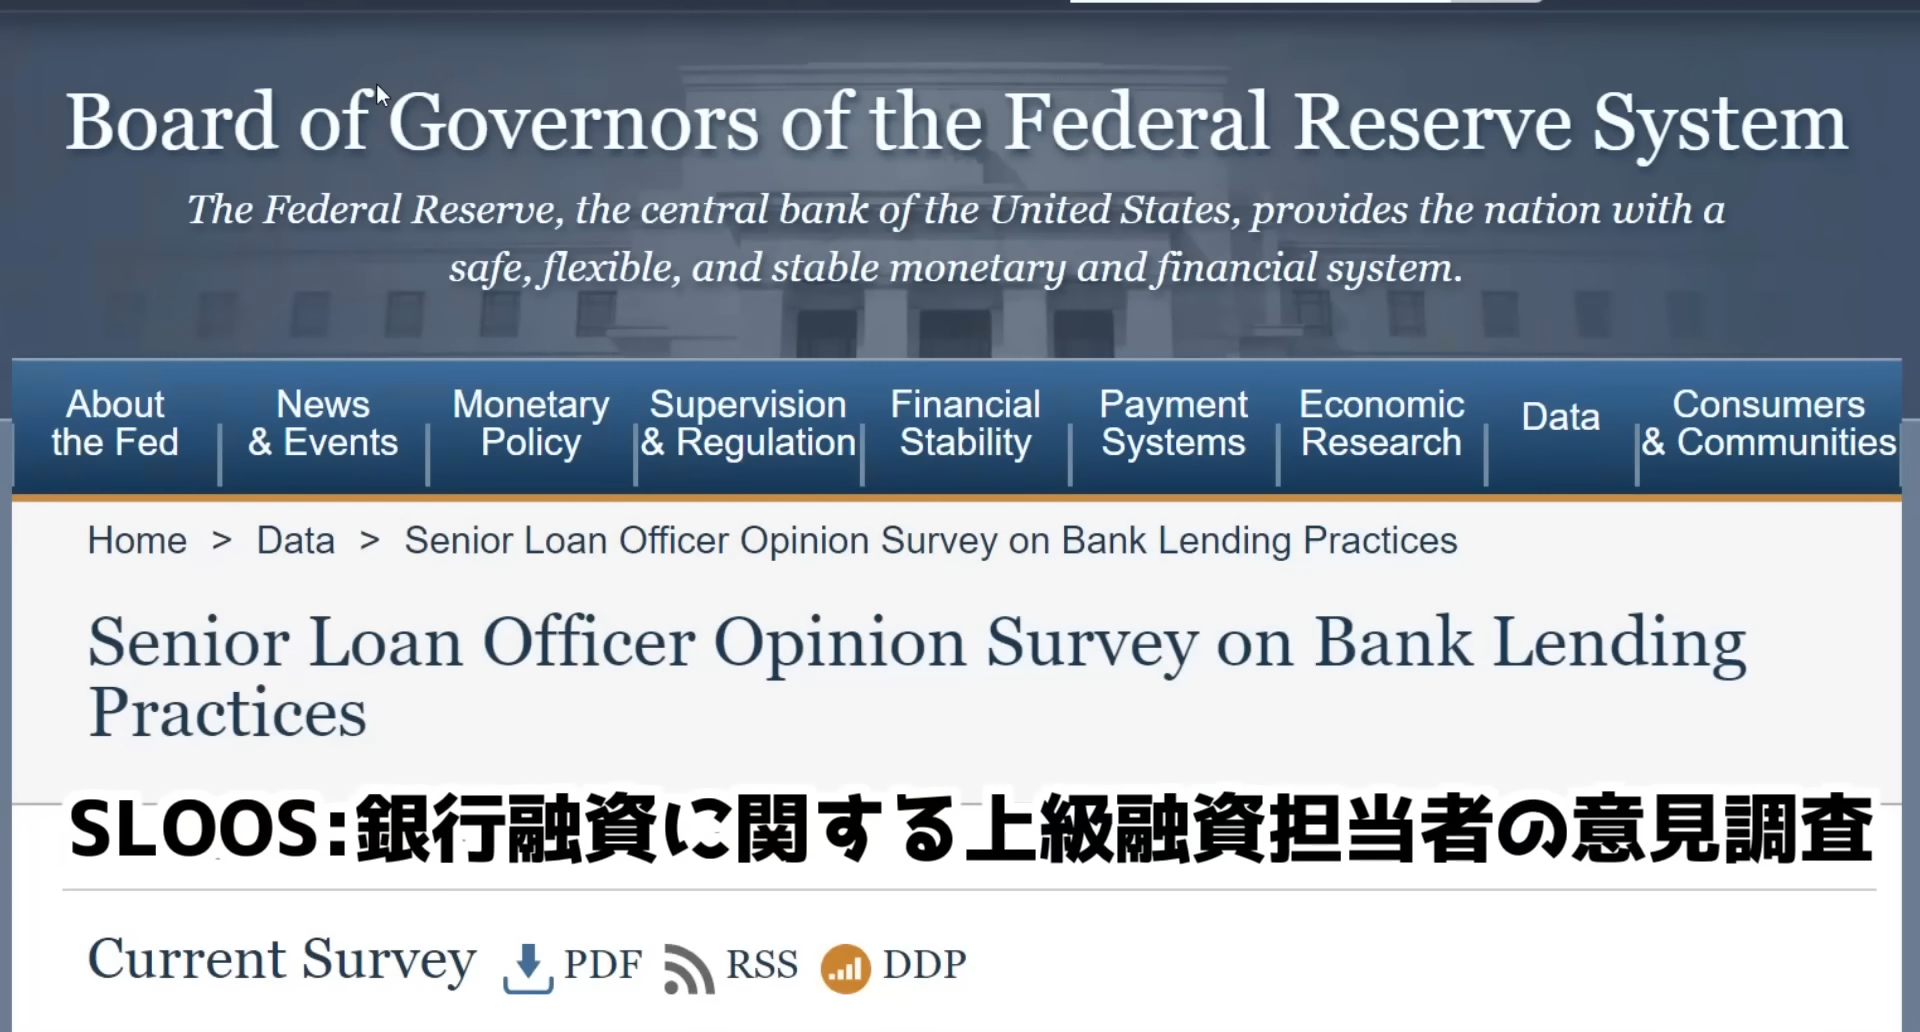 Board of Governors of the Federal Reserve System
The Federal Reserve, the central bank of the United States, provides the nation with a
safe, flexible, and stable monetary and financial system.
About
the Fed
News
& Events
Monetary
Policy
Supervision
& Regulation
Financial
Stability
Payment
Systems
Economic
Research
Data
Consumers
& Communities
Home > Data > Senior Loan Officer Opinion Survey on Bank Lending Practices
Senior Loan Officer Opinion Survey on Bank Lending
Practices
SLOOS:銀行融資に関する上級融資担当者の意見調査
Current Survey PDF RSS DDP